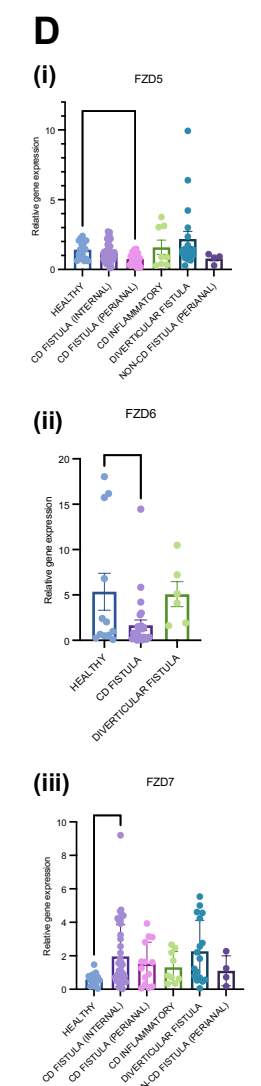 D
(i)
FZD5
Relative gene expression
10
5
0
HEALTHY
CD FISTULA (INTERNAL)
CD FISTULA (PERIANAL)
CD INFLAMMATORY
DIVERTICULAR FISTULA
NON-CD FISTULA (PERIANAL)
(ii)
FZD6
Relative gene expression
20
15
10
5
0
HEALTHY
CD FISTULA
DIVERTICULAR FISTULA
(iii)
FZD7
Relative gene expression
10
8
6
4
2
0
HEALTHY
CD FISTULA (INTERNAL)
CD FISTULA (PERIANAL)
CD INFLAMMATORY
DIVERTICULAR FISTULA
N-CD FISTULA (PERIANAL)